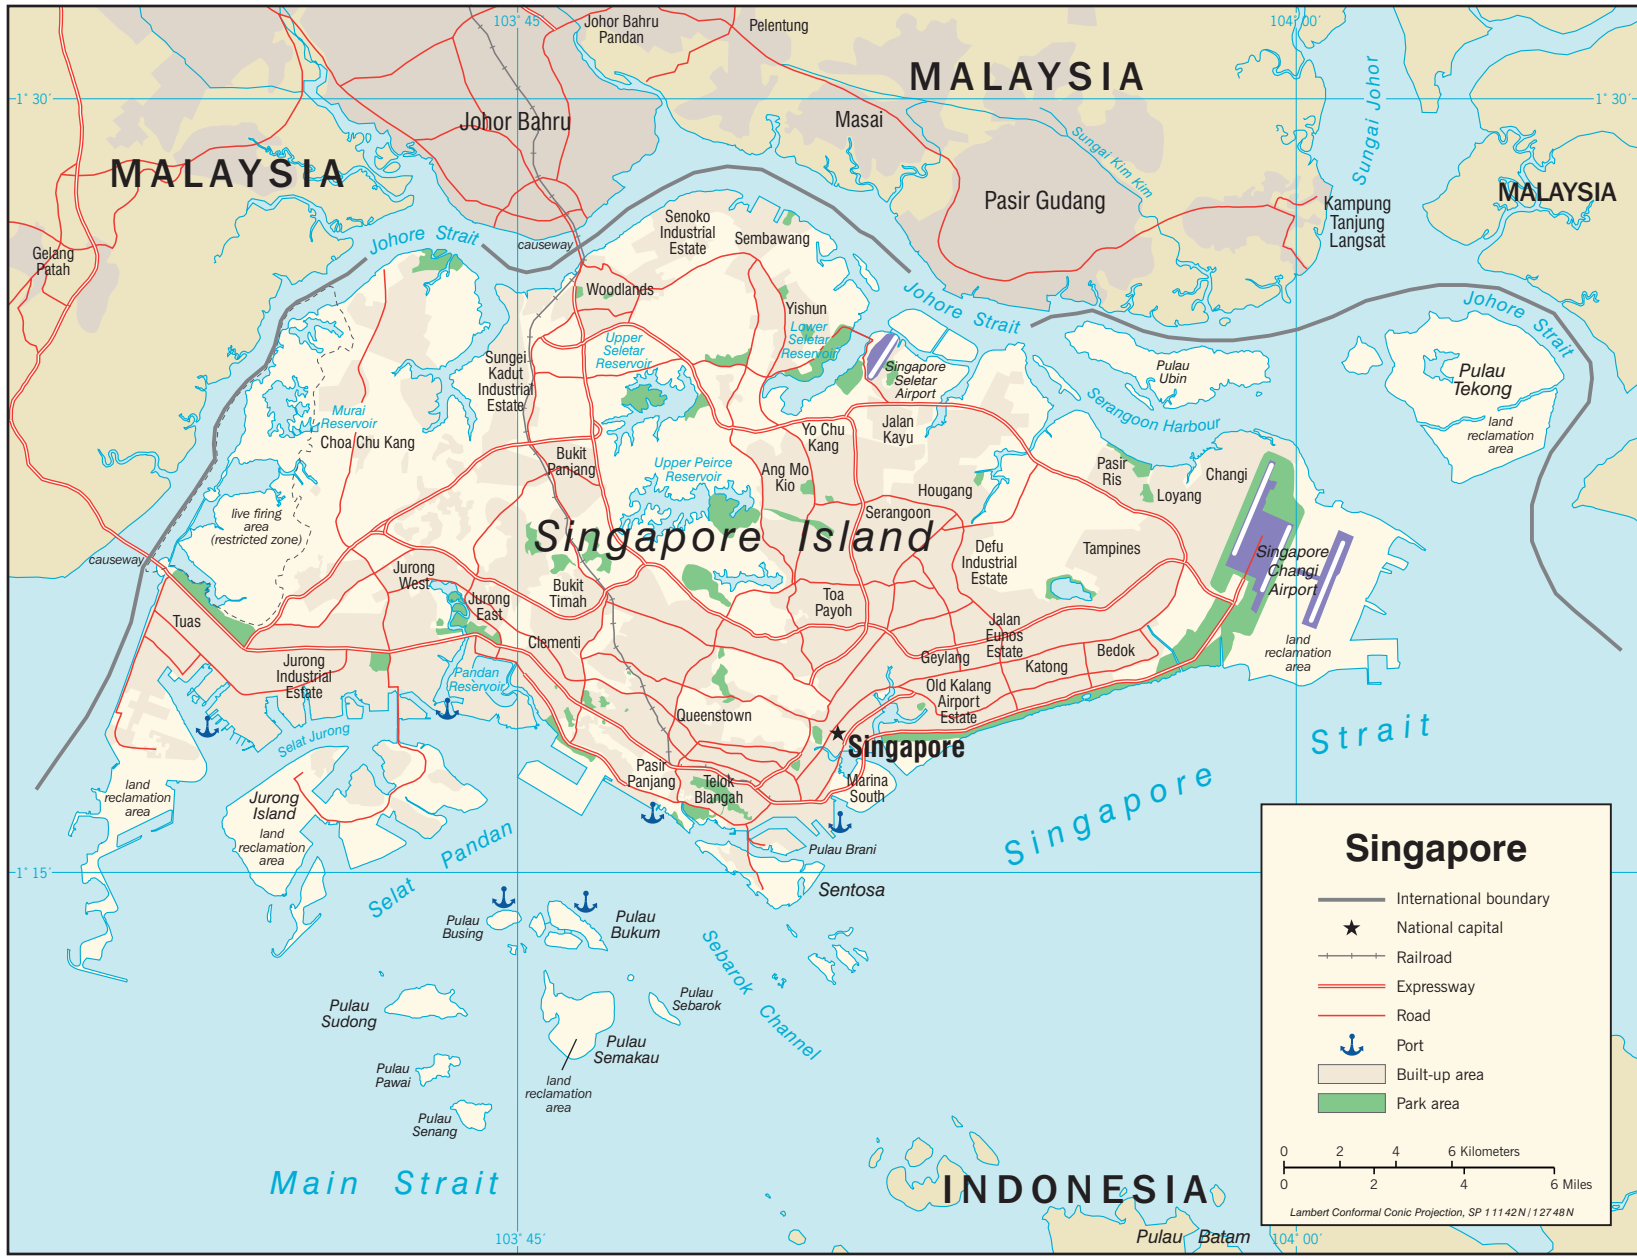 103° 45′
104° 00′
Johor Bahru
Pandan
Pelentung
MALAYSIA
1° 30′
1° 30′
Johor Bahru
Masai
Sungai Johor
Sungai Kim Kim
MALAYSIA
MALAYSIA
Pasir Gudang
Kampung
Tanjung
Langsat
Gelang
Patah
Johore Strait
causeway
Senoko
Industrial
Estate
Sembawang
Woodlands
Yishun
Johore Strait
Johore Strait
Lower
Seletar
Reservoir
Upper
Seletar
Reservoir
Singapore
Seletar
Airport
Sungei
Kadut
Industrial
Estate
Pulau
Ubin
Pulau
Tekong
land
reclamation
area
Serangoon Harbour
Murai
Reservoir
Choa Chu Kang
Yo Chu
Kang
Jalan
Kayu
Bukit
Panjang
Upper Peirce
Reservoir
Ang Mo
Kio
Hougang
Pasir
Ris
Changi
Loyang
live firing
area
(restricted zone)
Serangoon
Singapore Island
causeway
Defu
Industrial
Estate
Tampines
Singapore
Changi
Airport
Jurong
West
Jurong
East
Bukit
Timah
Toa
Payoh
Tuas
Clementi
Jalan
Eunos
Estate
Geylang
Katong
Bedok
land
reclamation
area
Jurong
Industrial
Estate
Pandan
Reservoir
Old Kalang
Airport
Estate
Queenstown
Selat Jurong
Singapore
Singapore Strait
Pasir
Panjang
Telok
Blangah
Marina
South
land
reclamation
area
Jurong
Island
land
reclamation
area
Selat Pandan
Pulau Brani
Sentosa
1° 15′
Pulau
Busing
Pulau
Bukum
Sebarok Channel
Pulau
Sebarok
Pulau
Sudong
Pulau
Semakau
land
reclamation
area
Pulau
Pawai
Pulau
Senang
Main Strait
INDONESIA
Pulau Batam
103° 45′
104° 00′
Singapore
International boundary
National capital
Railroad
Expressway
Road
Port
Built-up area
Park area
0 2 4 6 Kilometers
0 2 4 6 Miles
Lambert Conformal Conic Projection, SP 1 11 42 N / 1 27 48 N